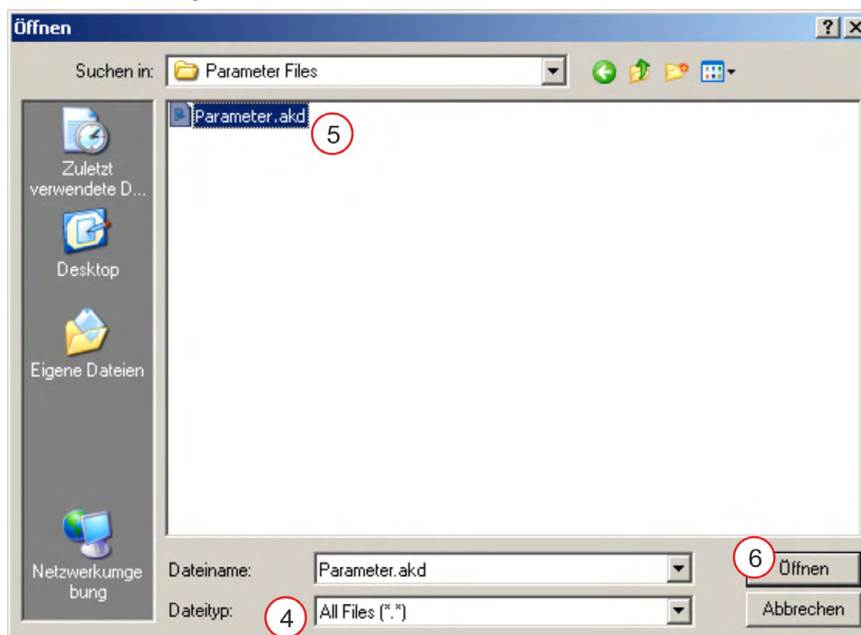 Öffnen
Suchen in: Parameter Files
Parameter.akd
5
Zuletzt
verwendete D...
Desktop
Eigene Dateien
Netzwerkumge
bung
Dateiname: Parameter.akd
6 Öffnen
Dateityp: 4 All Files (*.*)
Abbrechen